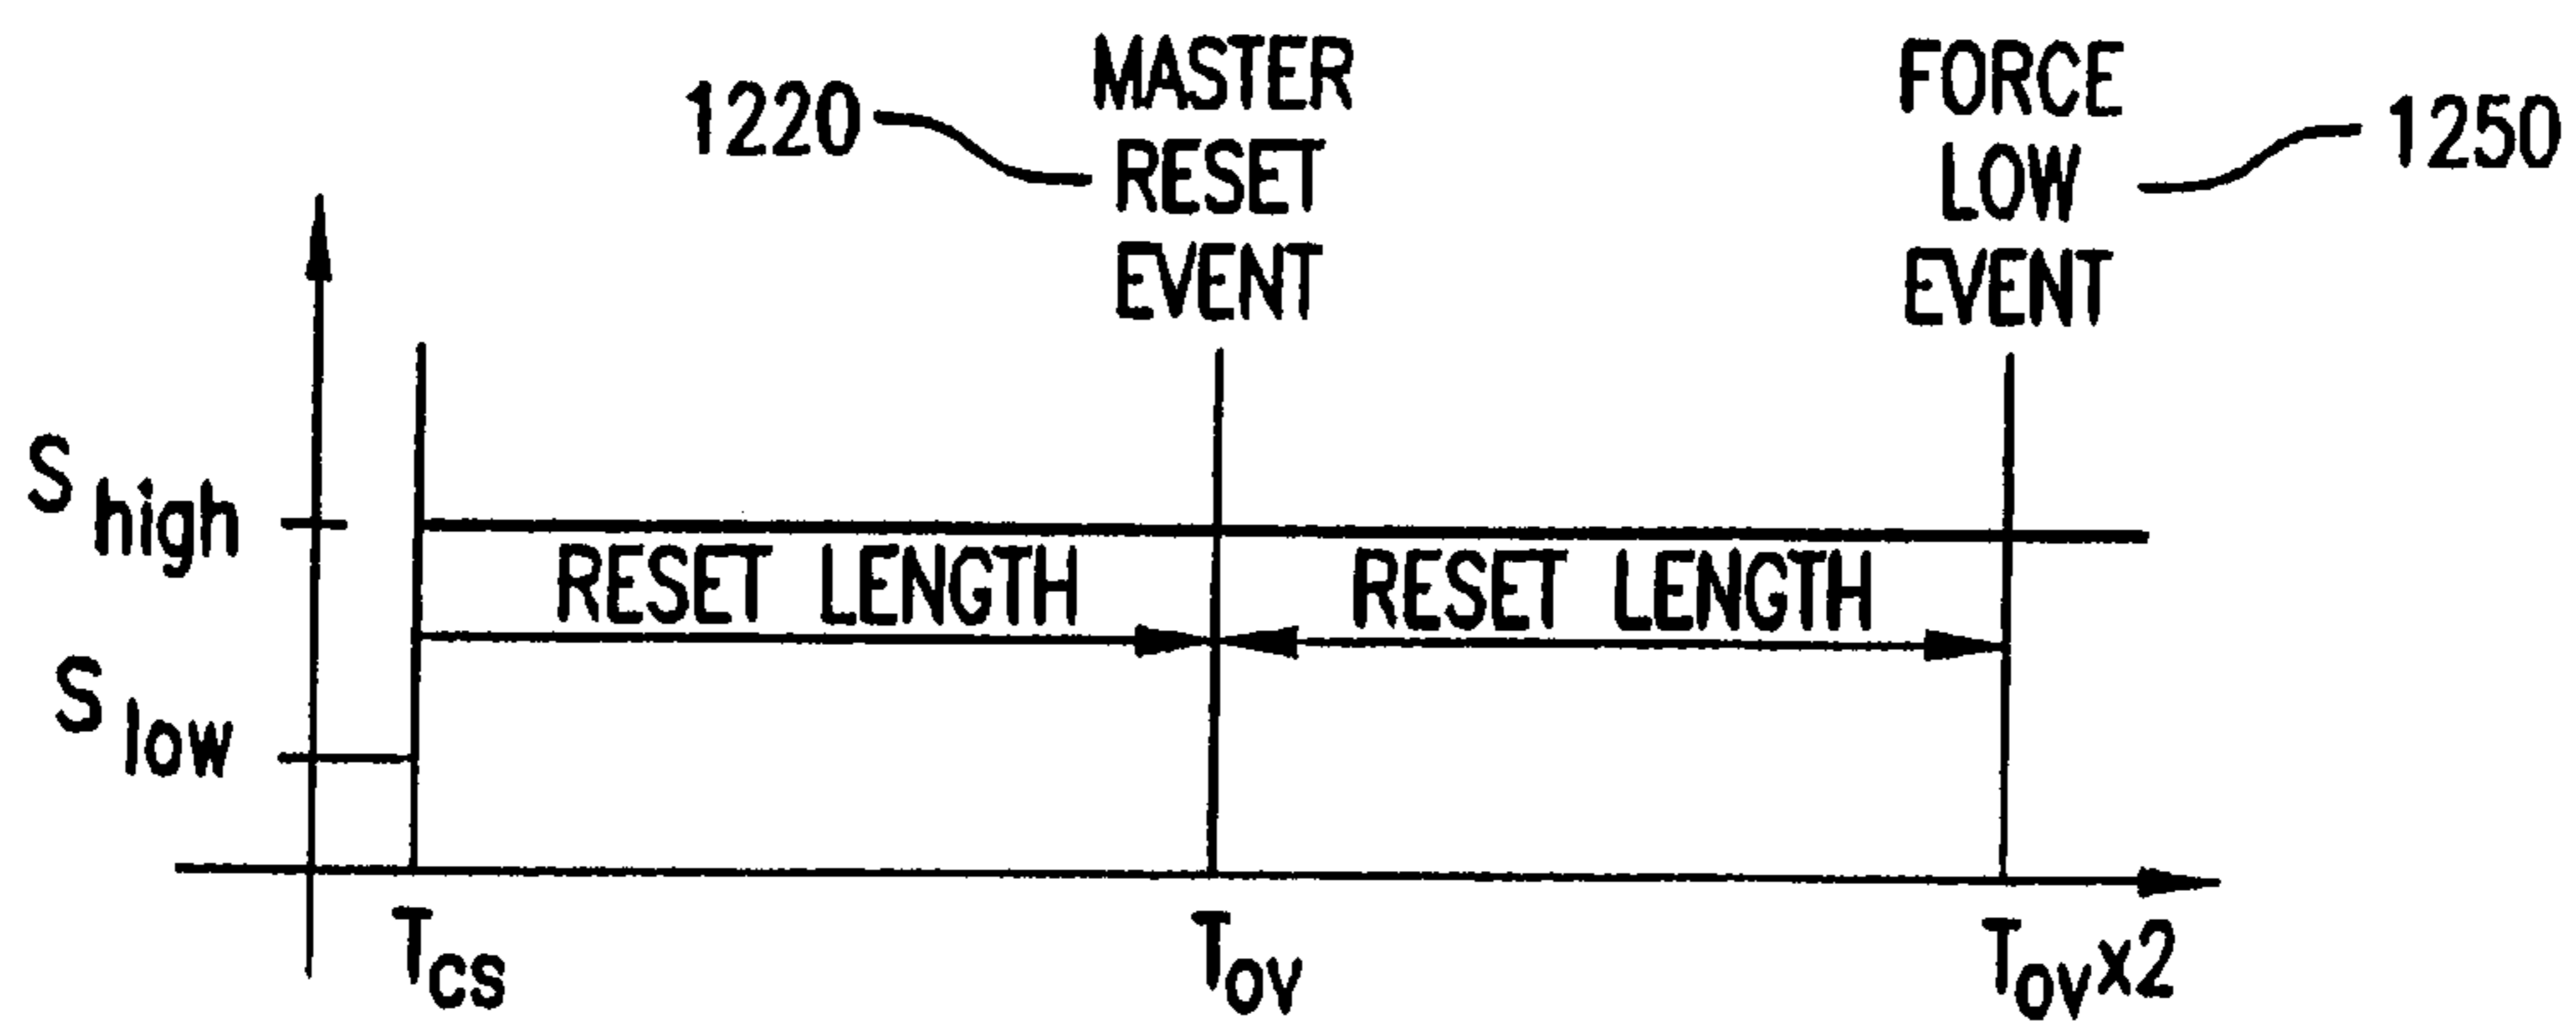 1220
MASTER
RESET
EVENT
FORCE
LOW
EVENT
1250
S high
RESET LENGTH
RESET LENGTH
S low
Tcs
Tov
Tovx2